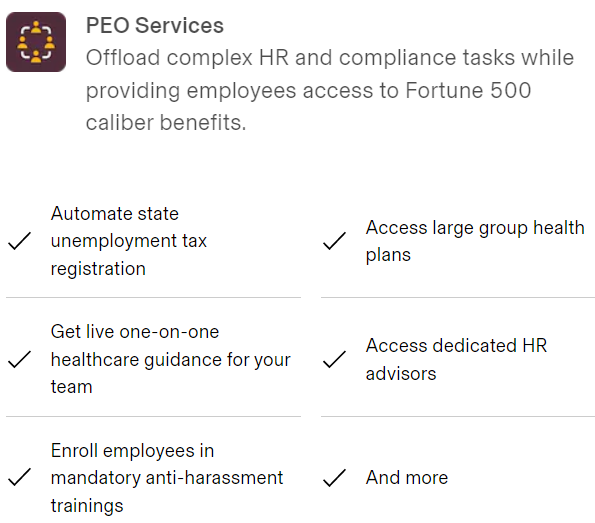 PEO Services
Offload complex HR and compliance tasks while
providing employees access to Fortune 500
caliber benefits.
Automate state
unemployment tax
registration
Access large group health
plans
Get live one-on-one
healthcare guidance for your
team
Access dedicated HR
advisors
Enroll employees in
mandatory anti-harassment
trainings
And more